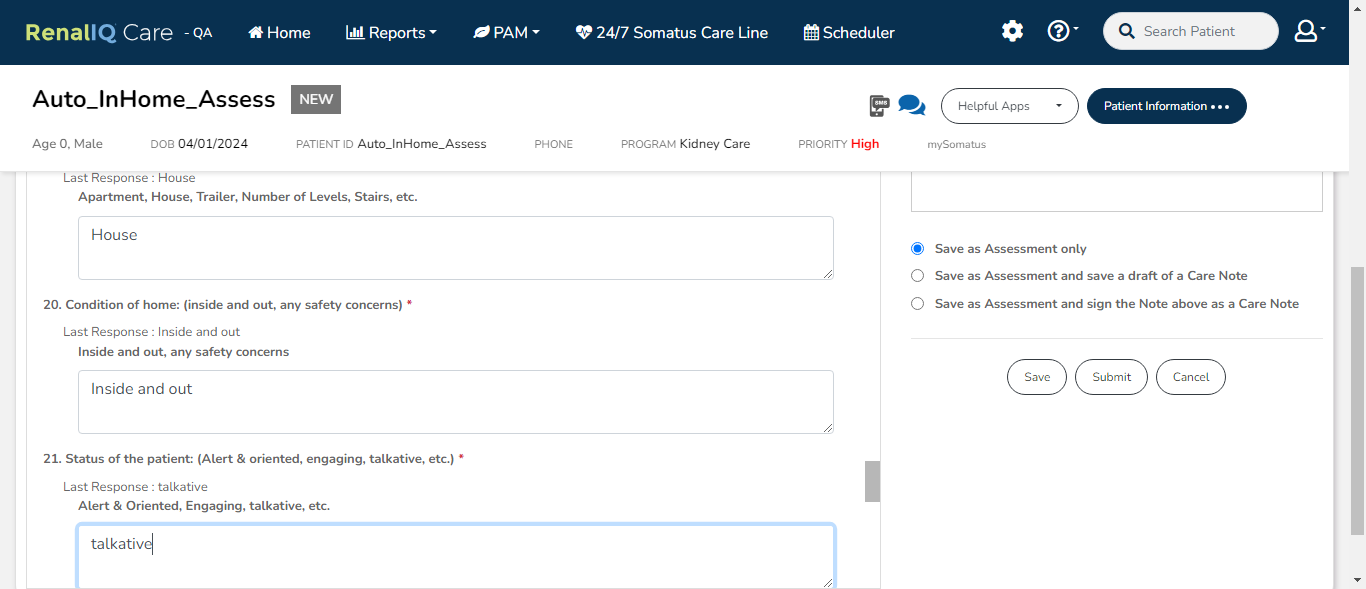 RenalIQ Care - QA Home Reports PAM 24/7 Somatus Care Line Scheduler Search Patient
Auto_InHome_Assess NEW SMS Helpful Apps Patient Information
Age 0, Male DOB 04/01/2024 PATIENT ID Auto_InHome_Assess PHONE PROGRAM Kidney Care PRIORITY High mySomatus
Last Response : House
Apartment, House, Trailer, Number of Levels, Stairs, etc.
House
20. Condition of home: (inside and out, any safety concerns) *
Last Response : Inside and out
Inside and out, any safety concerns
Inside and out
21. Status of the patient: (Alert & oriented, engaging, talkative, etc.) *
Last Response : talkative
Alert & Oriented, Engaging, talkative, etc.
talkative
Save as Assessment only
Save as Assessment and save a draft of a Care Note
Save as Assessment and sign the Note above as a Care Note
Save Submit Cancel